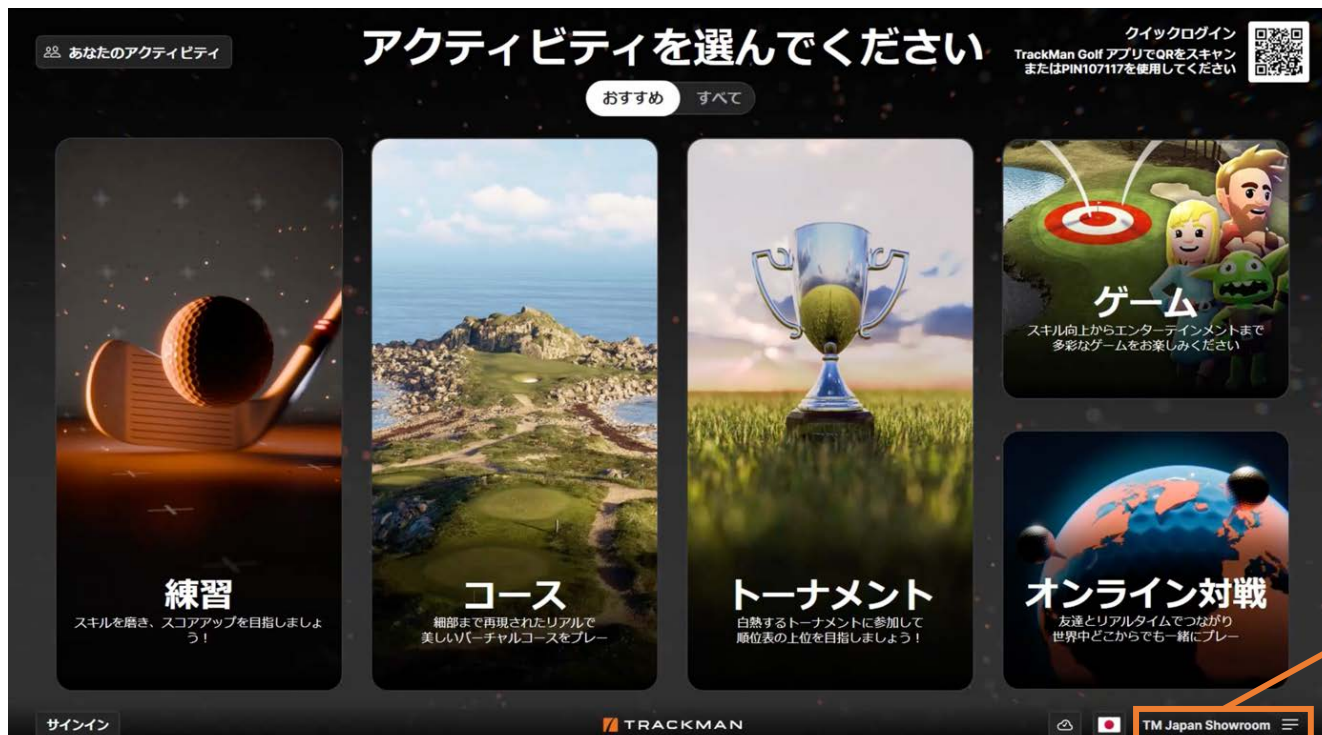 あなたのアクティビティ
アクティビティを選んでください
クイックログイン
TrackMan Golf アプリでQRをスキャン
またはPIN107117を使用してください
おすすめ
すべて
練習
スキルを磨き、スコアアップを目指しましょ
う！
コース
細部まで再現されたリアルで
美しいバーチャルコースをプレー
トーナメント
白熱するトーナメントに参加して
順位表の上位を目指しましょう！
ゲーム
スキル向上からエンターテインメントまで
多彩なゲームをお楽しみください
オンライン対戦
友達とリアルタイムでつながり
世界中どこからでも一緒にプレー
サインイン
TRACKMAN
TM Japan Showroom